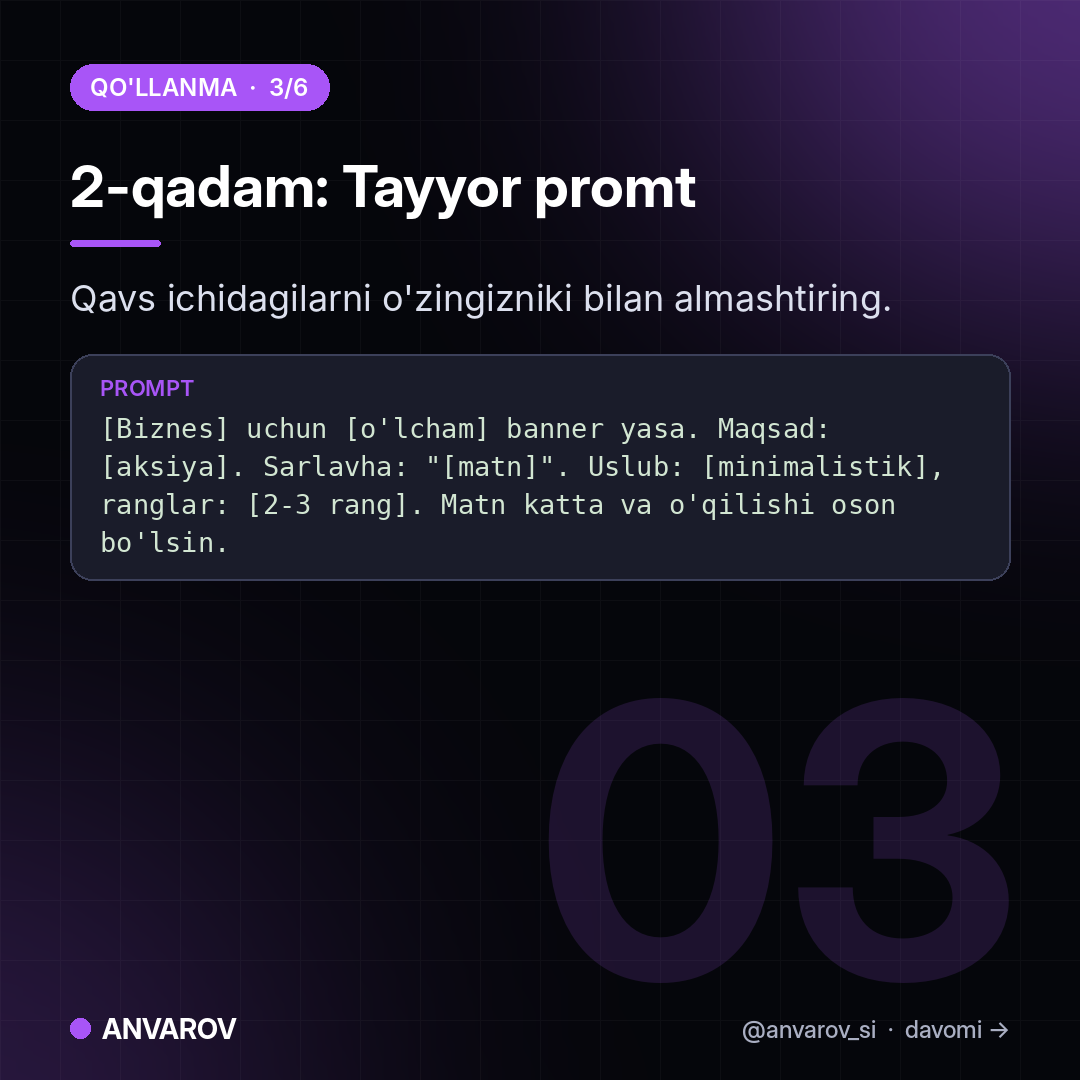 QO'LLANMA · 3/6
2-qadam: Tayyor promt
Qavs ichidagilarni o'zingizniki bilan almashtiring.
PROMPT
[Biznes] uchun [o'lcham] banner yasa. Maqsad:
[aksiya]. Sarlavha: "[matn]". Uslub: [minimalistik],
ranglar: [2-3 rang]. Matn katta va o'qilishi oson
bo'lsin.
03
ANVAROV
@anvarov_si · davomi →